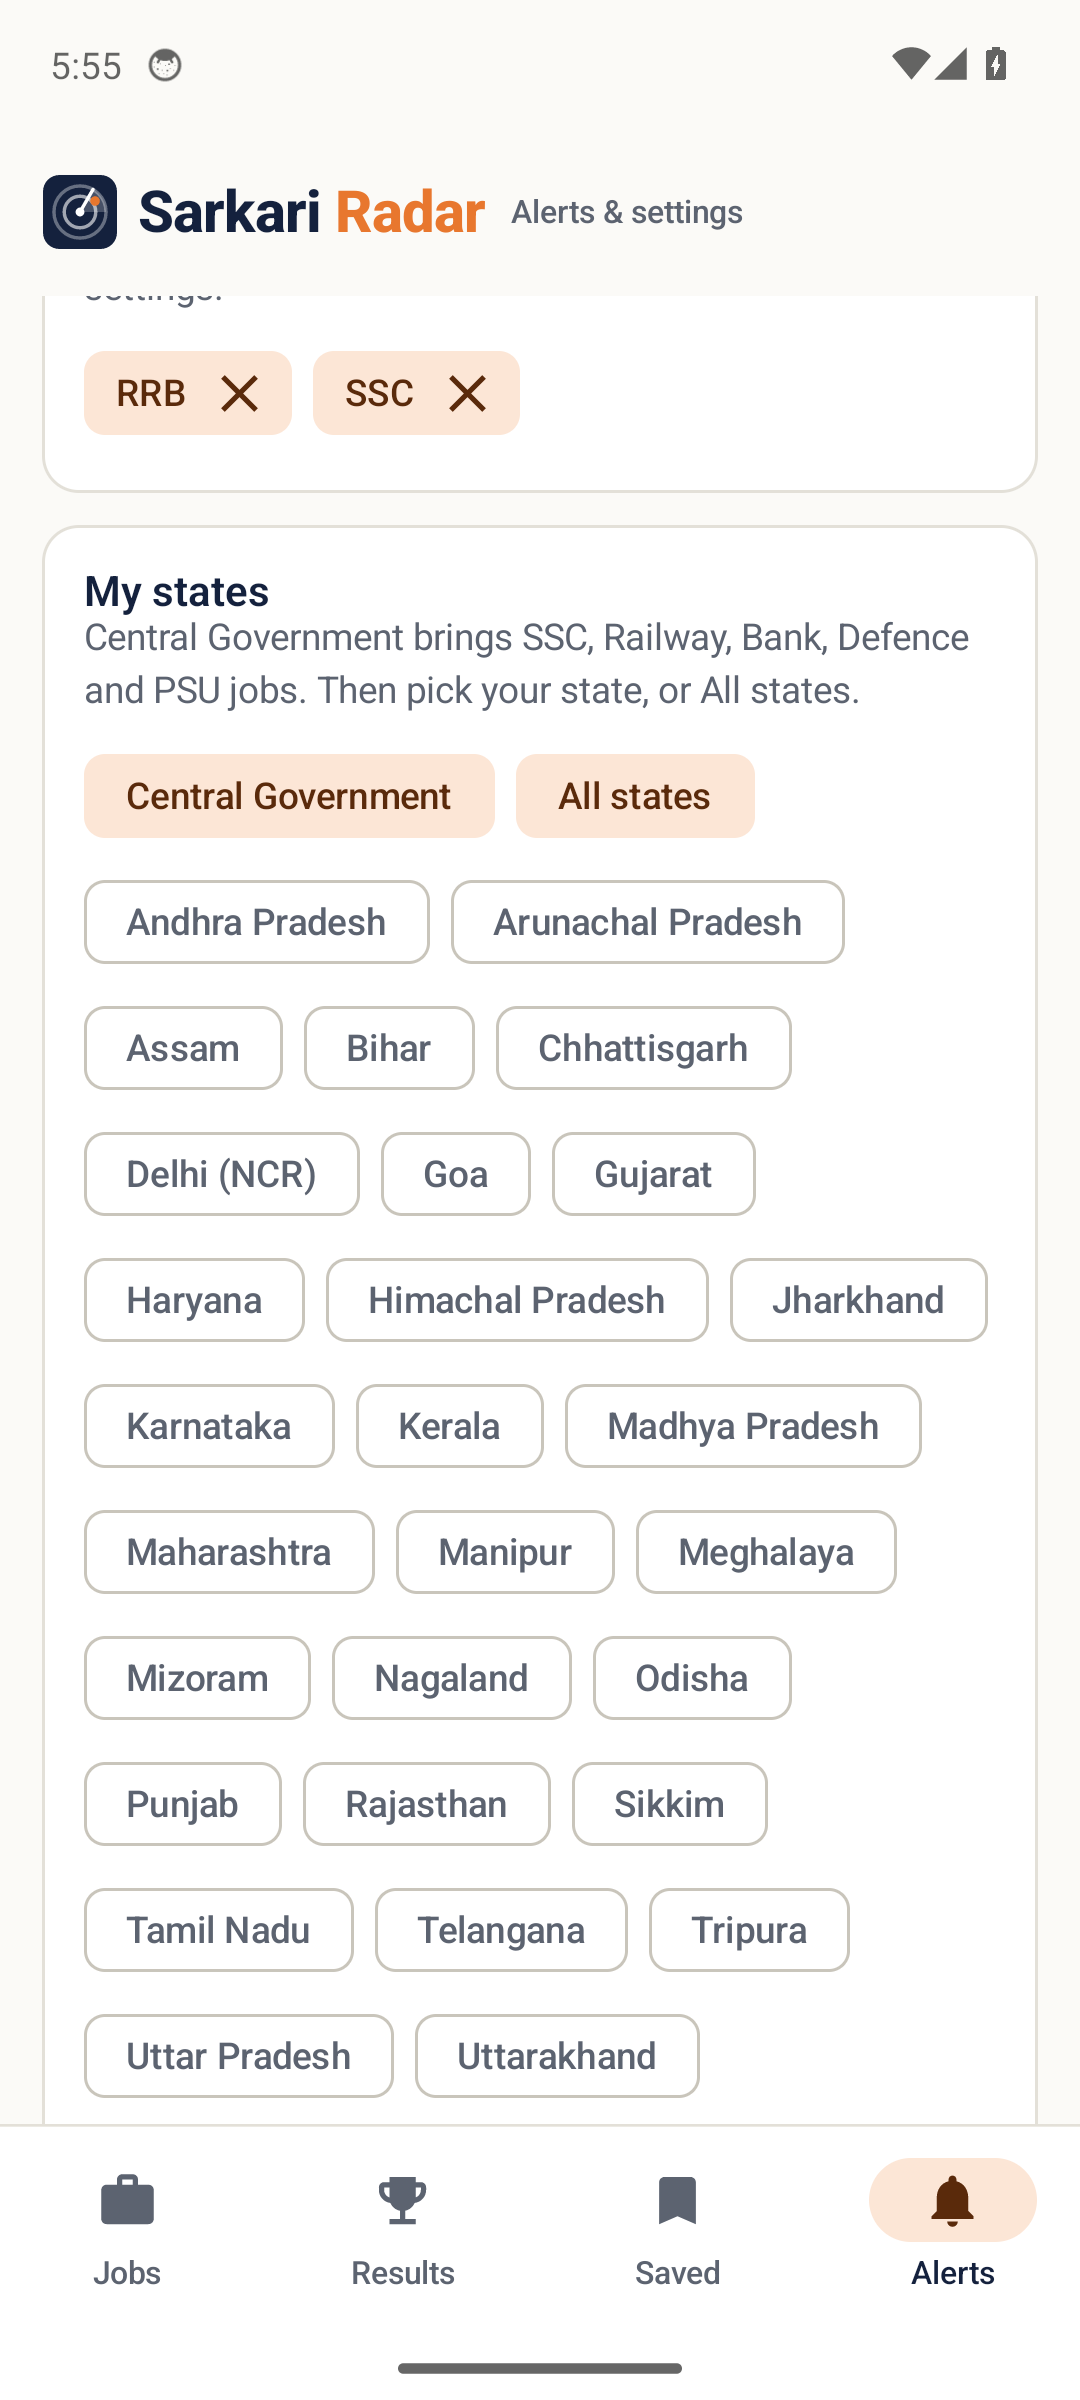 5:55
Sarkari Radar Alerts & settings
settings.
RRB SSC
My states
Central Government brings SSC, Railway, Bank, Defence
and PSU jobs. Then pick your state, or All states.
Central Government All states
Andhra Pradesh Arunachal Pradesh
Assam Bihar Chhattisgarh
Delhi (NCR) Goa Gujarat
Haryana Himachal Pradesh Jharkhand
Karnataka Kerala Madhya Pradesh
Maharashtra Manipur Meghalaya
Mizoram Nagaland Odisha
Punjab Rajasthan Sikkim
Tamil Nadu Telangana Tripura
Uttar Pradesh Uttarakhand
Jobs Results Saved Alerts